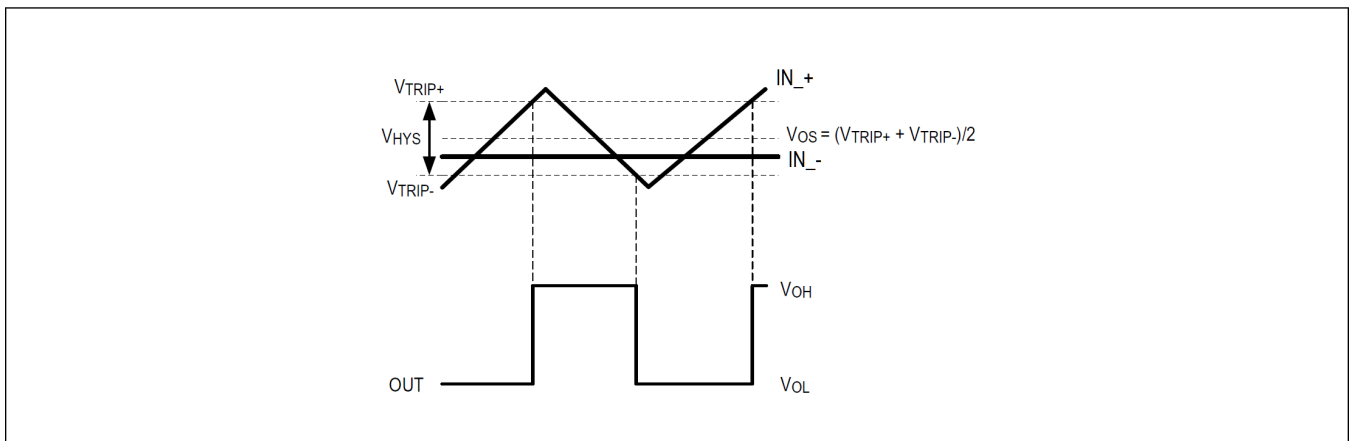 IN_+
VTRIP+
VHYS
VOS = (VTRIP+ + VTRIP-)/2
IN_-
VTRIP-
VOH
OUT
VOL